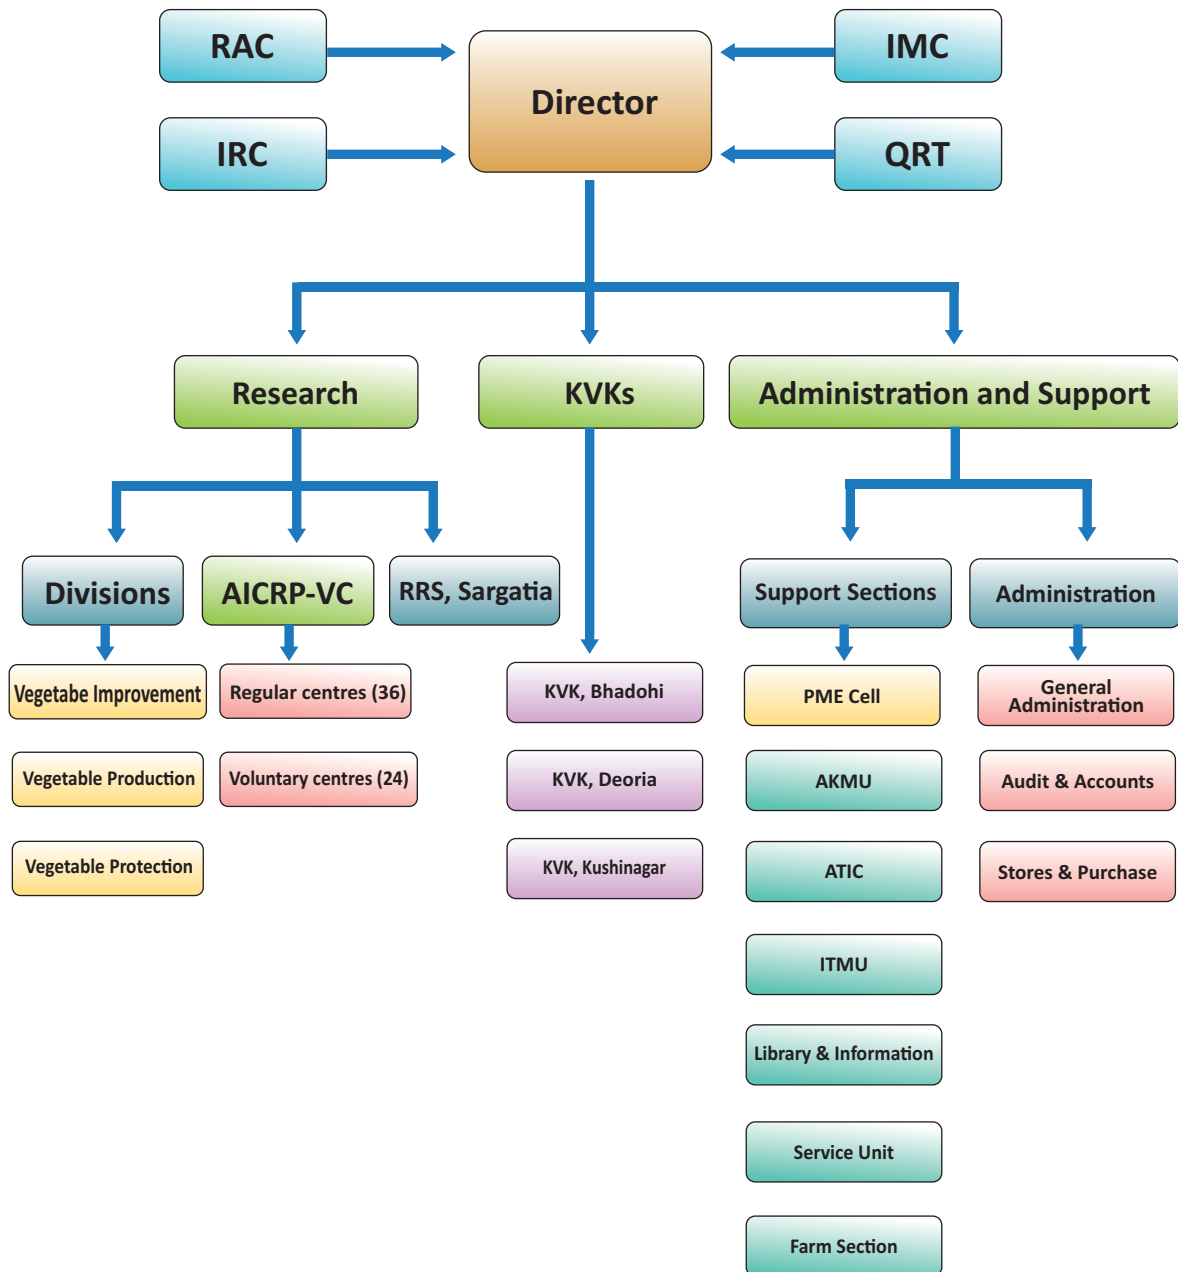 RAC
IMC
Director
IRC
QRT
Research
KVKs
Administration and Support
Divisions
AICRP-VC
RRS, Sargatia
Support Sections
Administration
Vegetabe Improvement
Regular centres (36)
KVK, Bhadohi
PME Cell
General
Administration
Vegetable Production
Voluntary centres (24)
KVK, Deoria
AKMU
Audit & Accounts
Vegetable Protection
KVK, Kushinagar
ATIC
Stores & Purchase
ITMU
Library & Information
Service Unit
Farm Section